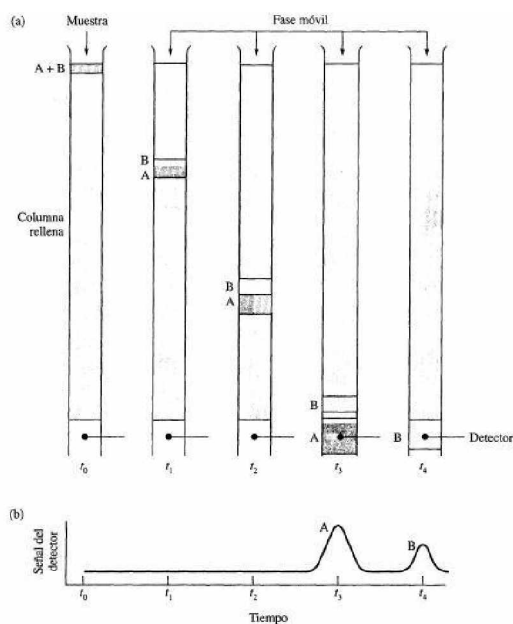 (a)
Muestra
Fase móvil
A + B
B
A
Columna
rellena
B
A
B
A
B
Detector
t0
t1
t2
t3
t4
(b)
Señal del
detector
A
B
t0
t1
t2
t3
t4
Tiempo